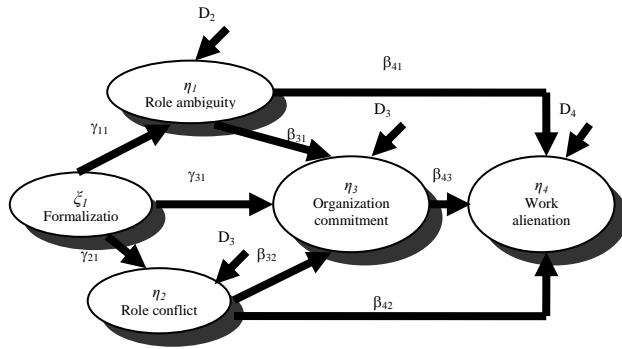 D₂
η₁
Role ambiguity
β₄₁
D₃
D₄
γ₁₁
β₃₁
γ₃₁
η₃
Organization
commitment
β₄₃
η₄
Work
alienation
ξ₁
Formalizatio
γ₂₁
D₃
β₃₂
η₂
Role conflict
β₄₂